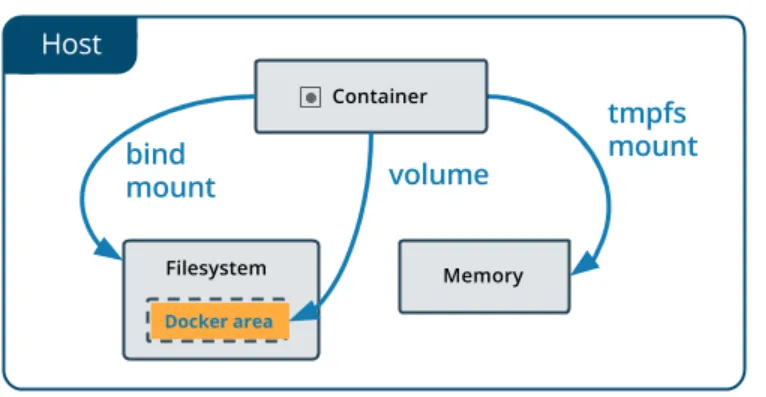 Host
Container
bind
mount
volume
tmpfs
mount
Filesystem
Docker area
Memory